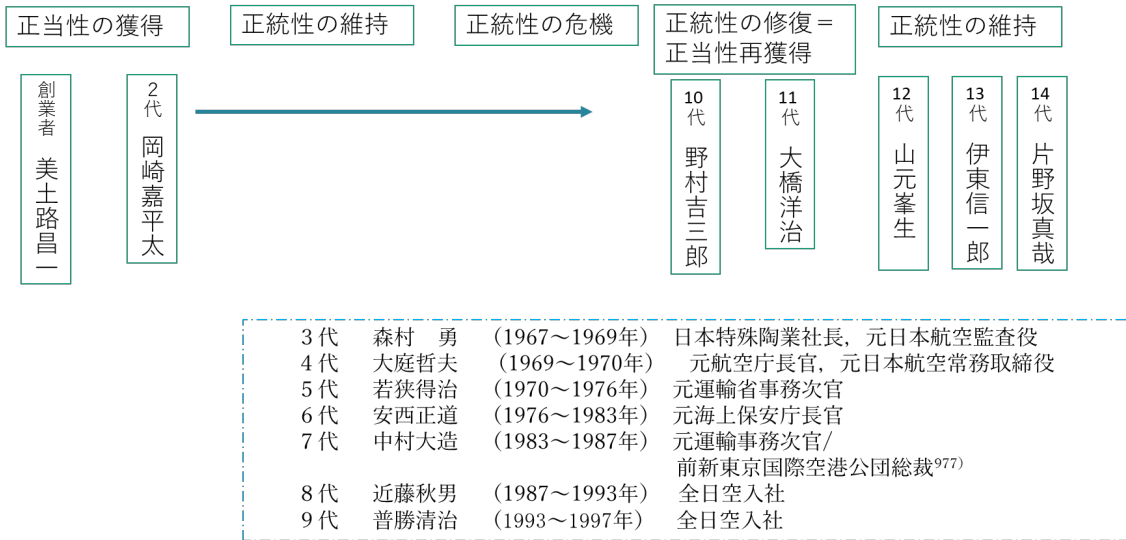 正当性の獲得
正統性の維持
正統性の危機
正統性の修復＝
正当性再獲得
正統性の維持
創業者　美土路昌一
2代　岡崎嘉平太
10代　野村吉三郎
11代　大橋洋治
12代　山元峯生
13代　伊東信一郎
14代　片野坂真哉
3代　森村　勇　（1967～1969年）　日本特殊陶業社長，元日本航空監査役
4代　大庭哲夫　（1969～1970年）　元航空庁長官，元日本航空常務取締役
5代　若狭得治　（1970～1976年）　元運輸省事務次官
6代　安西正道　（1976～1983年）　元海上保安庁長官
7代　中村大造　（1983～1987年）　元運輸事務次官/
前新東京国際空港公団総裁977)
8代　近藤秋男　（1987～1993年）　全日空入社
9代　普勝清治　（1993～1997年）　全日空入社